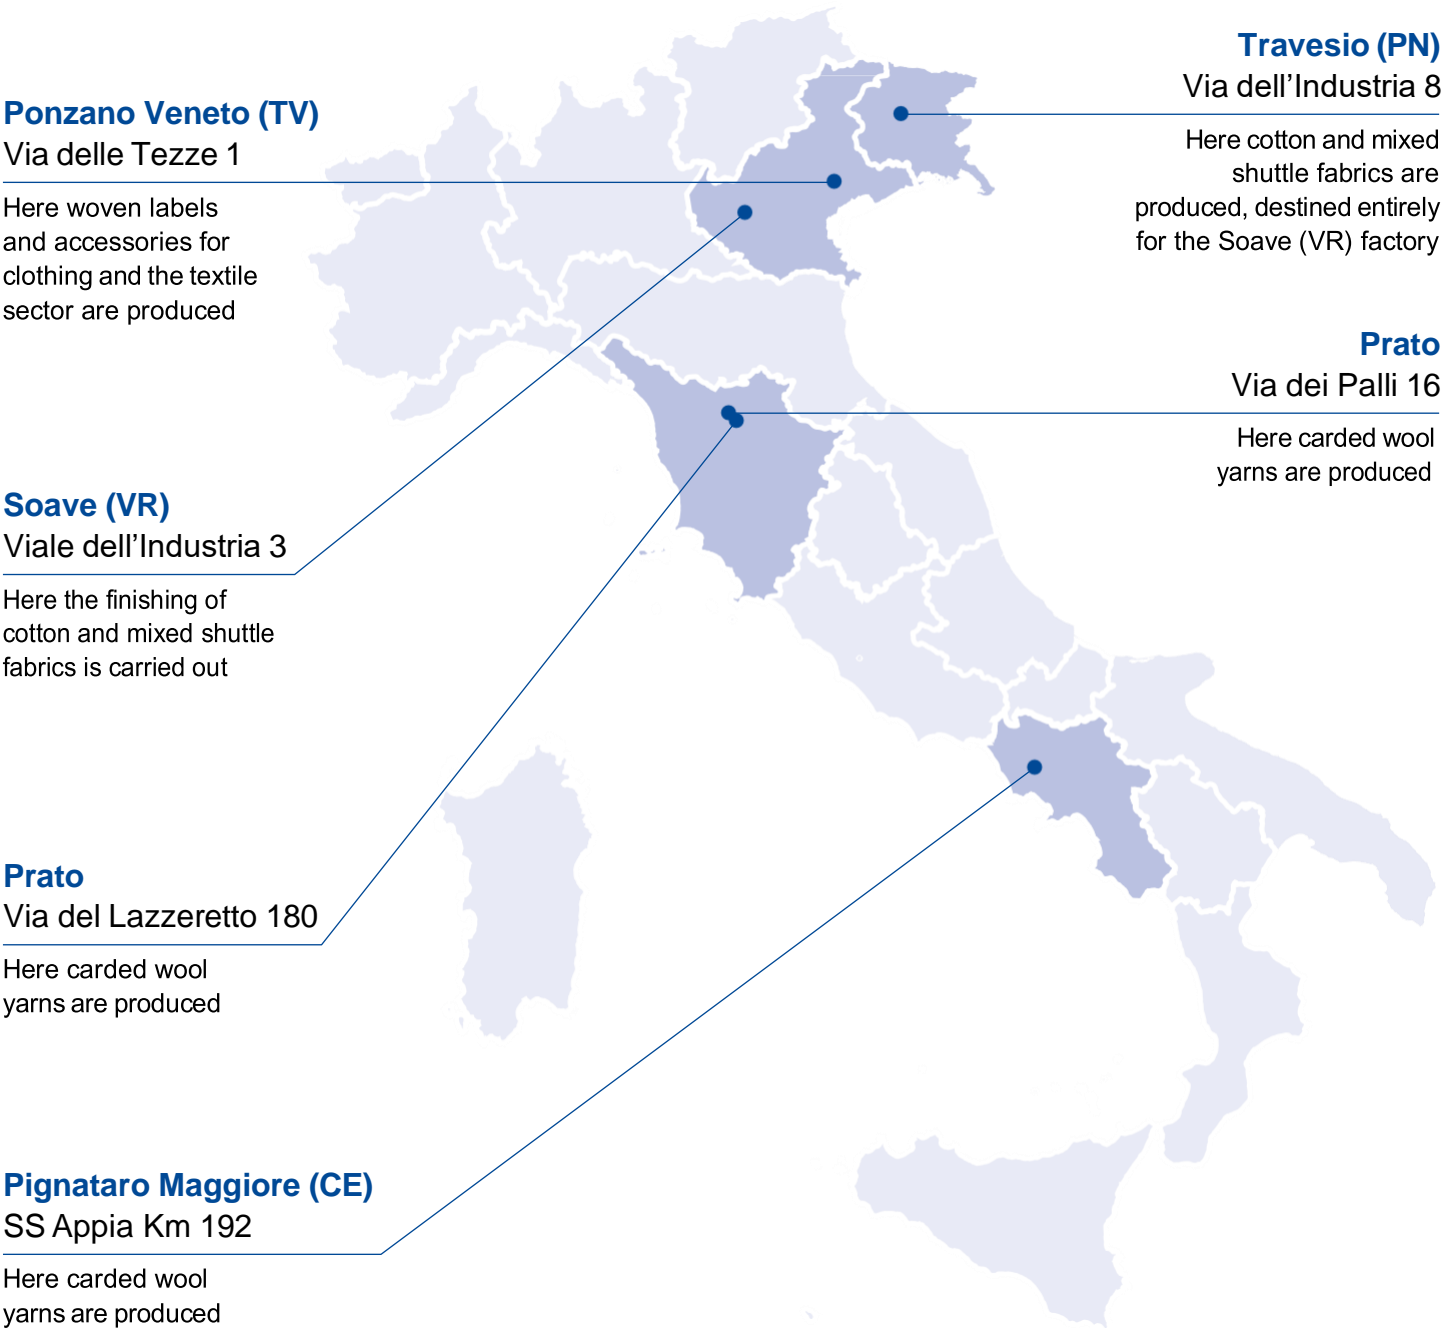 Ponzano Veneto (TV)
Via delle Tezze 1
Here woven labels
and accessories for
clothing and the textile
sector are produced
Soave (VR)
Viale dell’Industria 3
Here the finishing of
cotton and mixed shuttle
fabrics is carried out
Prato
Via del Lazzeretto 180
Here carded wool
yarns are produced
Pignataro Maggiore (CE)
SS Appia Km 192
Here carded wool
yarns are produced
Travesio (PN)
Via dell’Industria 8
Here cotton and mixed
shuttle fabrics are
produced, destined entirely
for the Soave (VR) factory
Prato
Via dei Palli 16
Here carded wool
yarns are produced